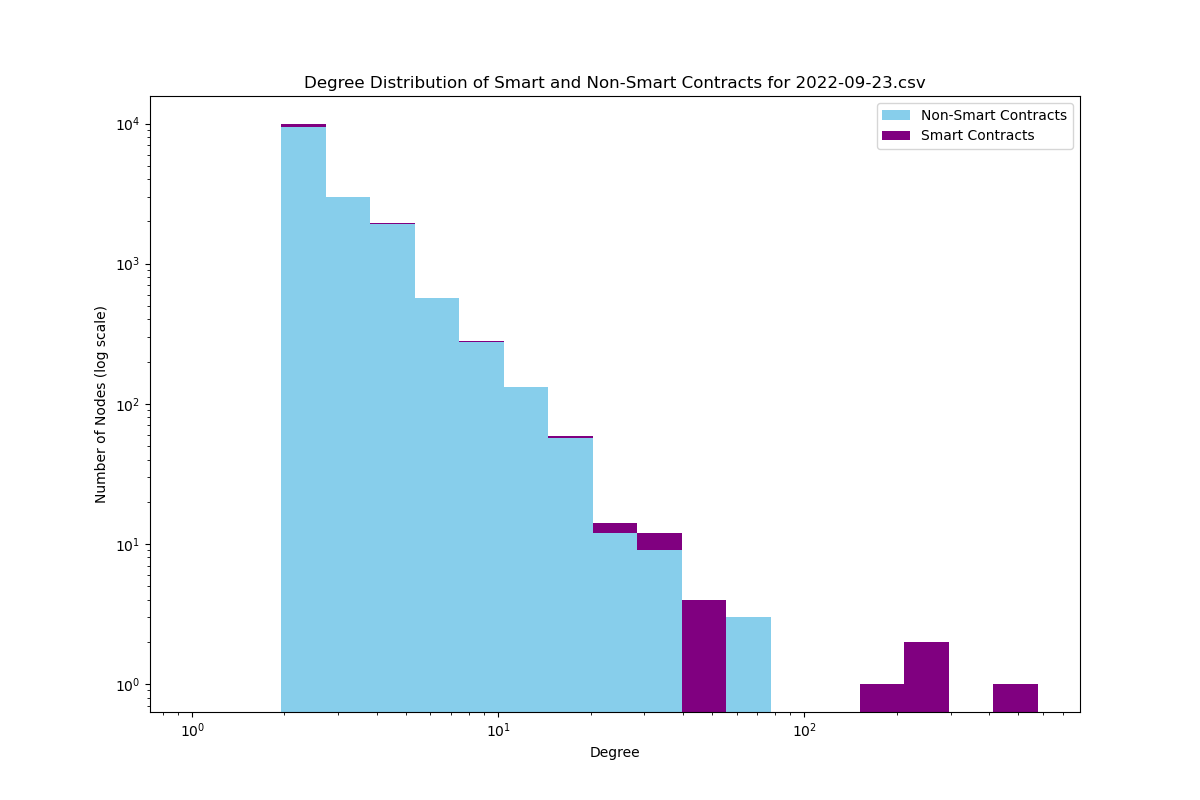 Degree Distribution of Smart and Non-Smart Contracts for 2022-09-23.csv
Non-Smart Contracts
Smart Contracts
Number of Nodes (log scale)
10⁴
10³
10²
10¹
10⁰
10⁰ 10¹ 10²
Degree